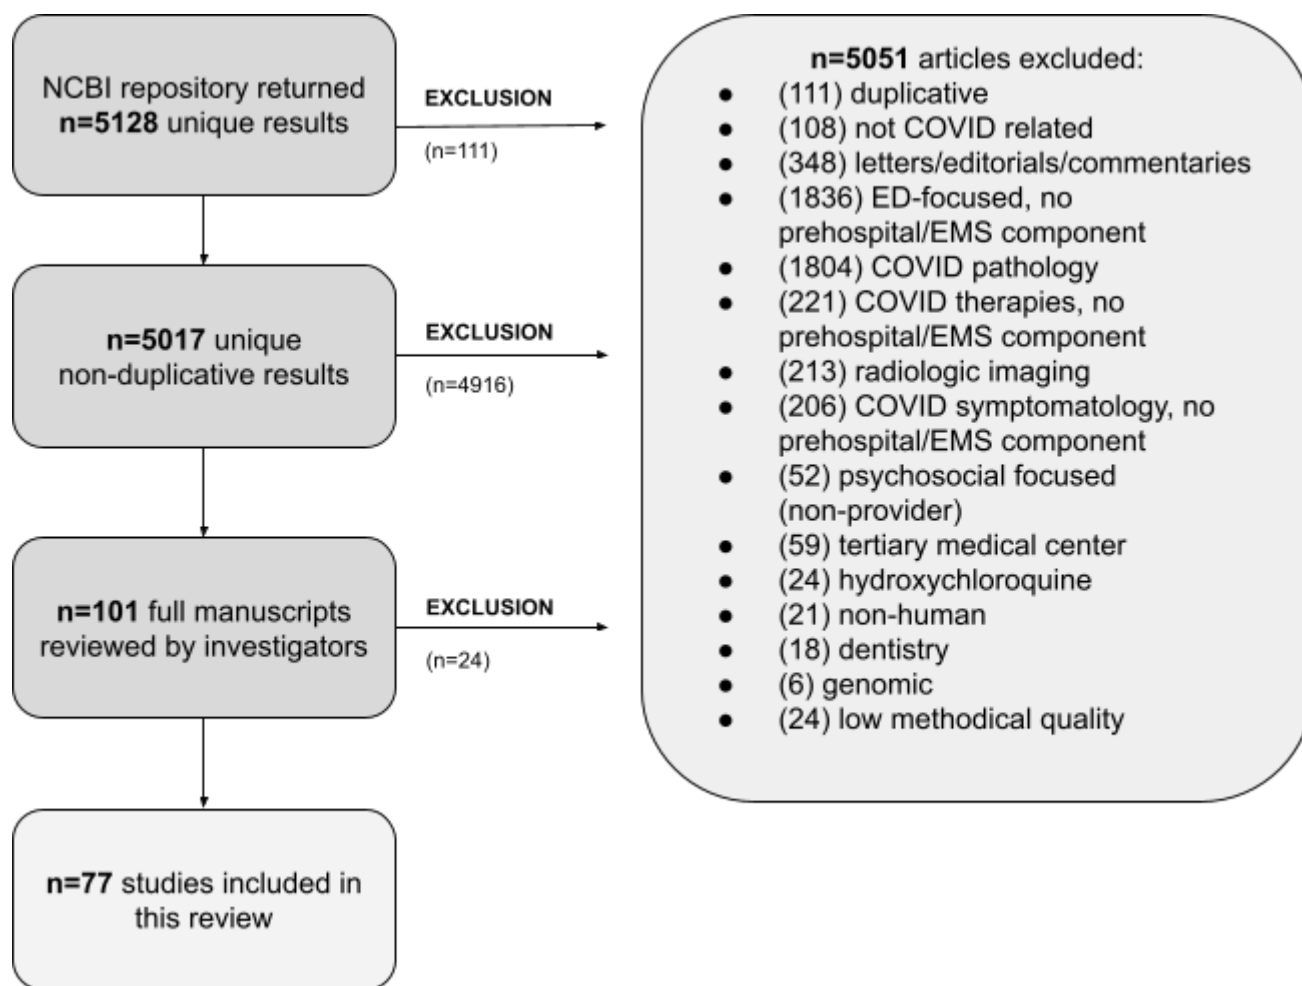 NCBI repository returned
n=5128 unique results
EXCLUSION
(n=111)
n=5017 unique
non-duplicative results
EXCLUSION
(n=4916)
n=101 full manuscripts
reviewed by investigators
EXCLUSION
(n=24)
n=77 studies included in
this review
n=5051 articles excluded:
● (111) duplicative
● (108) not COVID related
● (348) letters/editorials/commentaries
● (1836) ED-focused, no
prehospital/EMS component
● (1804) COVID pathology
● (221) COVID therapies, no
prehospital/EMS component
● (213) radiologic imaging
● (206) COVID symptomatology, no
prehospital/EMS component
● (52) psychosocial focused
(non-provider)
● (59) tertiary medical center
● (24) hydroxychloroquine
● (21) non-human
● (18) dentistry
● (6) genomic
● (24) low methodical quality